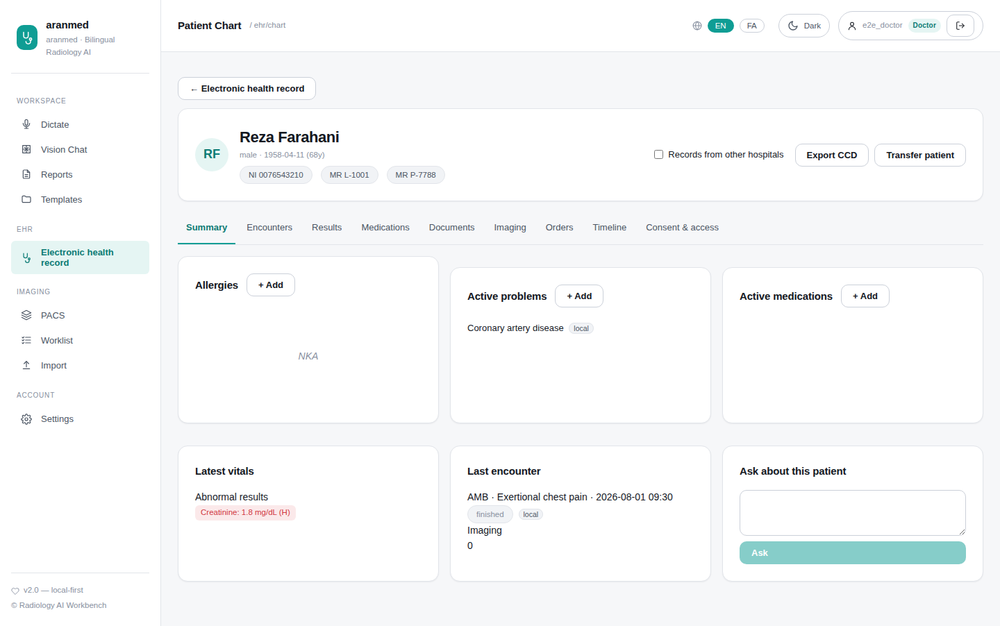 aranmed
aranmed · Bilingual
Radiology AI
WORKSPACE
Dictate
Vision Chat
Reports
Templates
EHR
Electronic health
record
IMAGING
PACS
Worklist
Import
ACCOUNT
Settings
v2.0 — local-first
© Radiology AI Workbench
Patient Chart / ehr/chart
EN FA Dark e2e_doctor Doctor
← Electronic health record
RF
Reza Farahani
male · 1958-04-11 (68y)
NI 0076543210 MR L-1001 MR P-7788
Records from other hospitals Export CCD Transfer patient
Summary Encounters Results Medications Documents Imaging Orders Timeline Consent & access
Allergies + Add
NKA
Active problems + Add
Coronary artery disease local
Active medications + Add
Latest vitals
Abnormal results
Creatinine: 1.8 mg/dL (H)
Last encounter
AMB · Exertional chest pain · 2026-08-01 09:30
finished local
Imaging
0
Ask about this patient
Ask